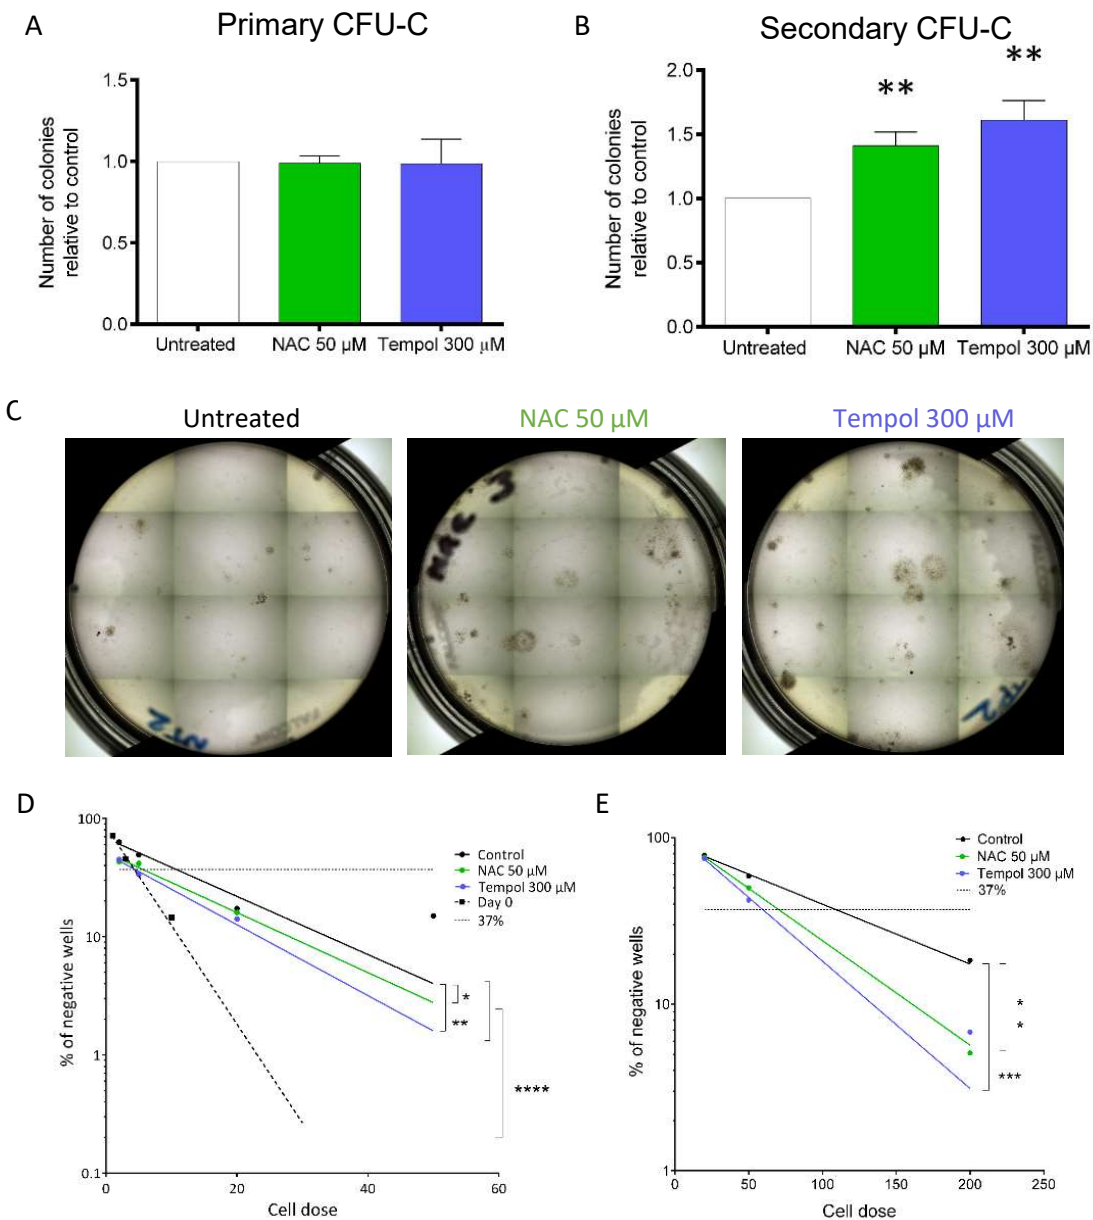 A
Primary CFU-C
Number of colonies
relative to control
1.5
1.0
0.5
0.0
Untreated
NAC 50 µM
Tempol 300 µM
B
Secondary CFU-C
**
**
Number of colonies
relative to control
2.0
1.5
1.0
0.5
0.0
Untreated
NAC 50 µM
Tempol 300 µM
C
Untreated
NAC 50 µM
Tempol 300 µM
NT2
FALCON
NAC 3
TP2
D
% of negative wells
100
10
1
0.1
0
20
40
60
Cell dose
Control
NAC 50 µM
Tempol 300 µM
Day 0
37%
*
**
****
E
% of negative wells
100
10
1
0
50
100
150
200
250
Cell dose
Control
NAC 50 µM
Tempol 300 µM
37%
*
*
***